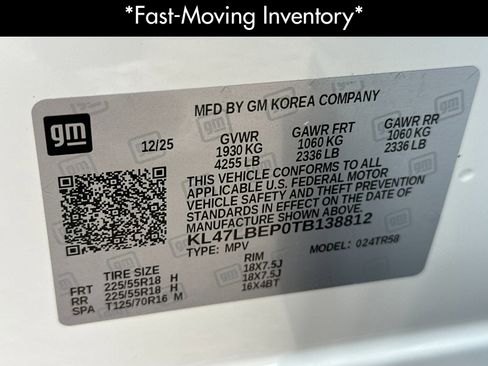 *Fast-Moving Inventory*
gm
MFD BY GM KOREA COMPANY
12/25 GVWR GAWR FRT GAWR RR
1930 KG 1060 KG 1060 KG
4255 LB 2336 LB 2336 LB
THIS VEHICLE CONFORMS TO ALL
APPLICABLE U.S. FEDERAL MOTOR
VEHICLE SAFETY AND THEFT
PREVENTION STANDARDS IN EFFECT ON
THE DATE OF MANUFACTURE SHOWN ABOVE.
KL47LBEP0TB138812
TYPE: MPV MODEL: 024TR58
TIRE SIZE RIM
FRT 225/55R18 H 18X7.5J
RR 225/55R18 H 18X7.5J
SPA T125/70R16 M 16X4BT